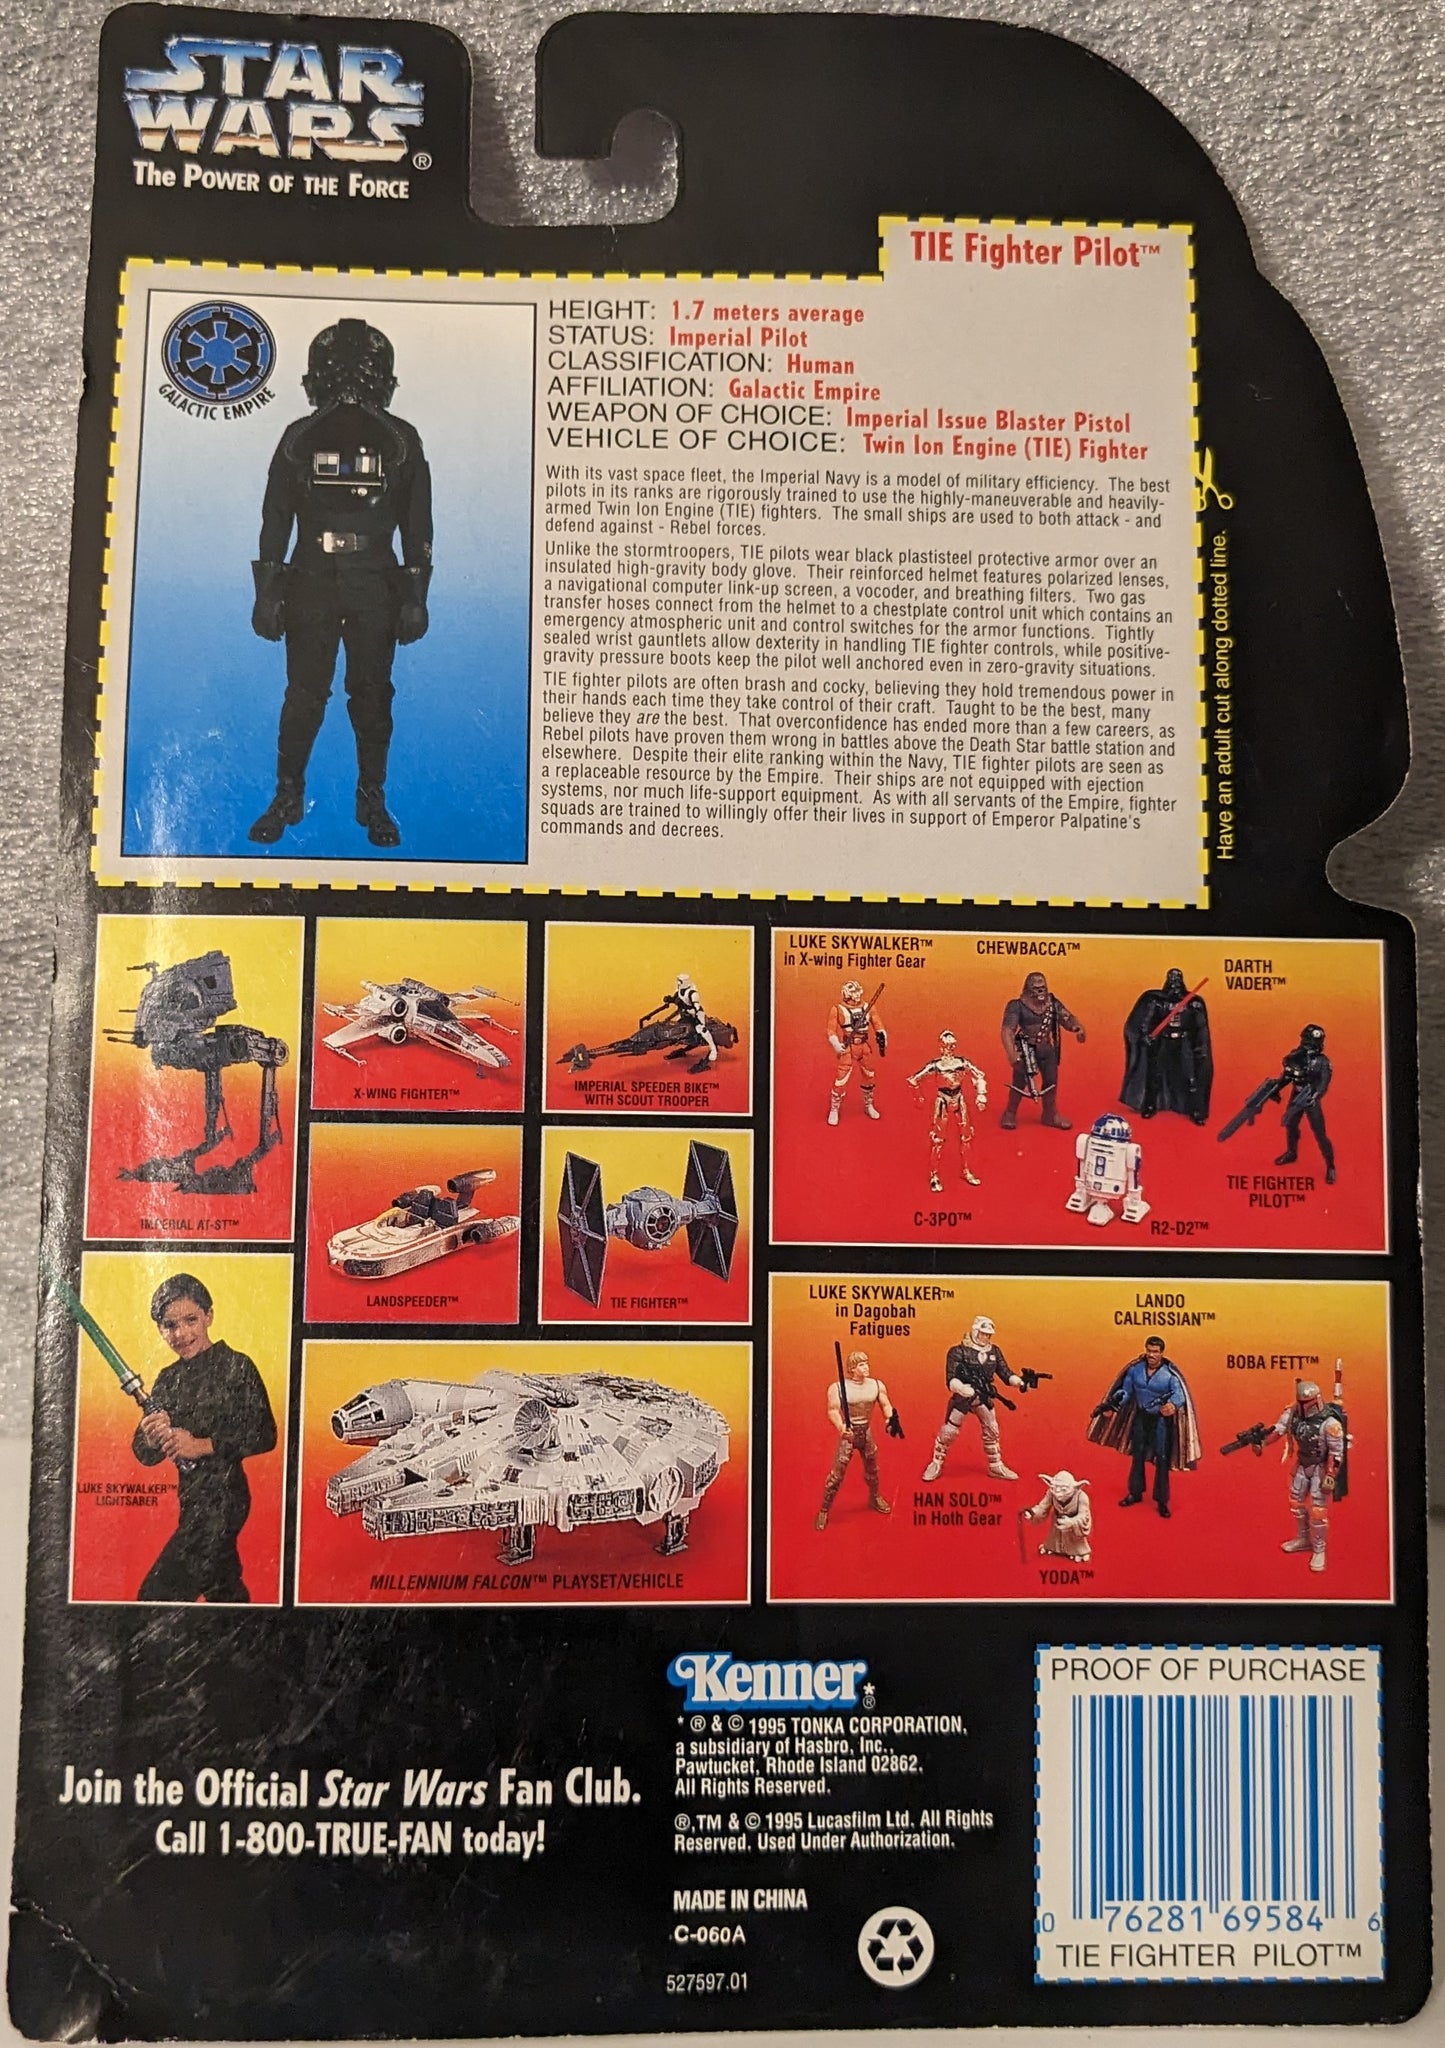 STAR
WARS®
The Power of the Force
TIE Fighter Pilot™
GALACTIC EMPIRE
HEIGHT: 1.7 meters average
STATUS: Imperial Pilot
CLASSIFICATION: Human
AFFILIATION: Galactic Empire
WEAPON OF CHOICE: Imperial Issue Blaster Pistol
VEHICLE OF CHOICE: Twin Ion Engine (TIE) Fighter
With its vast space fleet, the Imperial Navy is a model of military efficiency. The best
pilots in its ranks are rigorously trained to use the highly-maneuverable and heavily-
armed Twin Ion Engine (TIE) fighters. The small ships are used to both attack - and
defend against - Rebel forces.
Unlike the stormtroopers, TIE pilots wear black plastisteel protective armor over an
insulated high-gravity body glove. Their reinforced helmet features polarized lenses,
a navigational computer link-up screen, a vocoder, and breathing filters. Two gas
transfer hoses connect from the helmet to a chestplate control unit which contains an
emergency atmospheric unit and control switches for the armor functions. Tightly
sealed wrist gauntlets allow dexterity in handling TIE fighter controls, while positive-
gravity pressure boots keep the pilot well anchored even in zero-gravity situations.
TIE fighter pilots are often brash and cocky, believing they hold tremendous power in
their hands each time they take control of their craft. Taught to be the best, many
believe they are the best. That overconfidence has ended more than a few careers, as
Rebel pilots have proven them wrong in battles above the Death Star battle station and
elsewhere. Despite their elite ranking within the Navy, TIE fighter pilots are seen as
a replaceable resource by the Empire. Their ships are not equipped with ejection
systems, nor much life-support equipment. As with all servants of the Empire, fighter
squads are trained to willingly offer their lives in support of Emperor Palpatine's
commands and decrees.
Have an adult cut along dotted line.
IMPERIAL AT-ST™
X-WING FIGHTER™
IMPERIAL SPEEDER BIKE™
WITH SCOUT TROOPER
LANDSPEEDER™
TIE FIGHTER™
LUKE SKYWALKER™
LIGHTSABER
MILLENNIUM FALCON™ PLAYSET/VEHICLE
LUKE SKYWALKER™
in X-wing Fighter Gear
CHEWBACCA™
DARTH
VADER™
C-3PO™
R2-D2™
TIE FIGHTER
PILOT™
LUKE SKYWALKER™
in Dagobah
Fatigues
LANDO
CALRISSIAN™
BOBA FETT™
HAN SOLO™
in Hoth Gear
YODA™
Join the Official Star Wars Fan Club.
Call 1-800-TRUE-FAN today!
Kenner*®
* ® & © 1995 TONKA CORPORATION,
a subsidiary of Hasbro, Inc.,
Pawtucket, Rhode Island 02862.
All Rights Reserved.
®,TM & © 1995 Lucasfilm Ltd. All Rights
Reserved. Used Under Authorization.
MADE IN CHINA
C-060A
527597.01
PROOF OF PURCHASE
0 76281 69584 6
TIE FIGHTER PILOT™